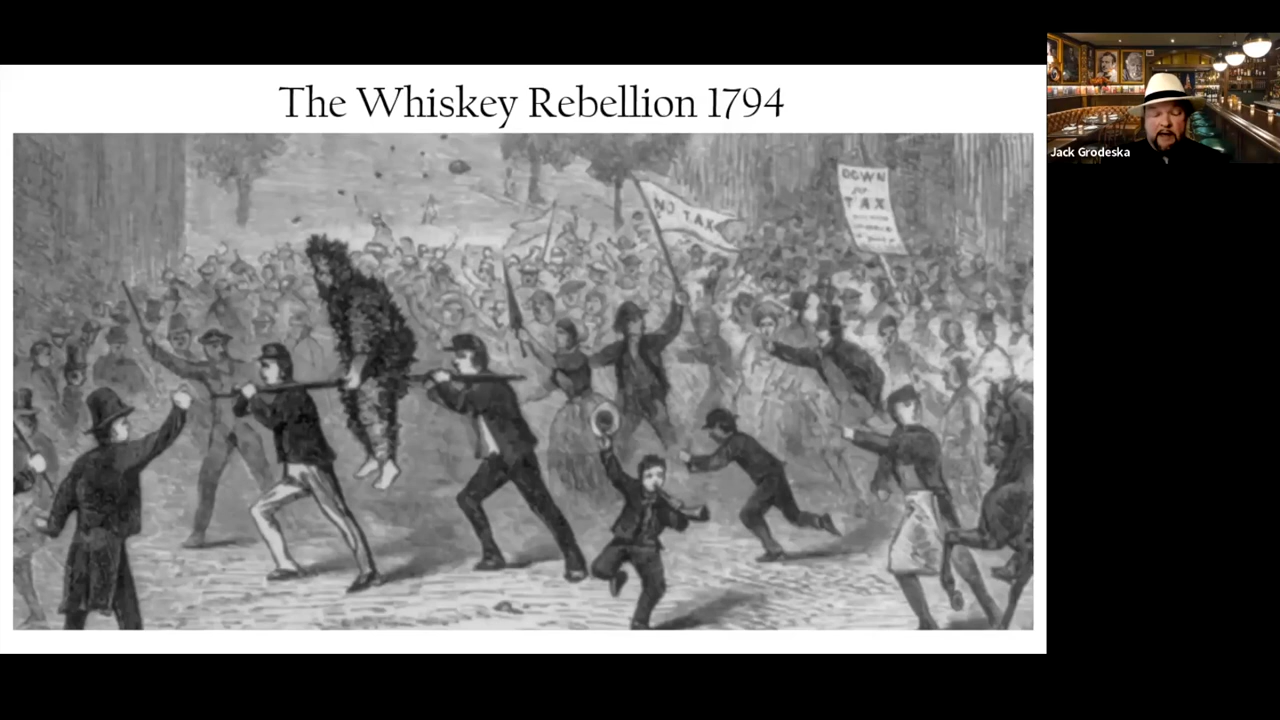 The Whiskey Rebellion 1794
NO TAX
DOWN
TAX
Jack Grodeska